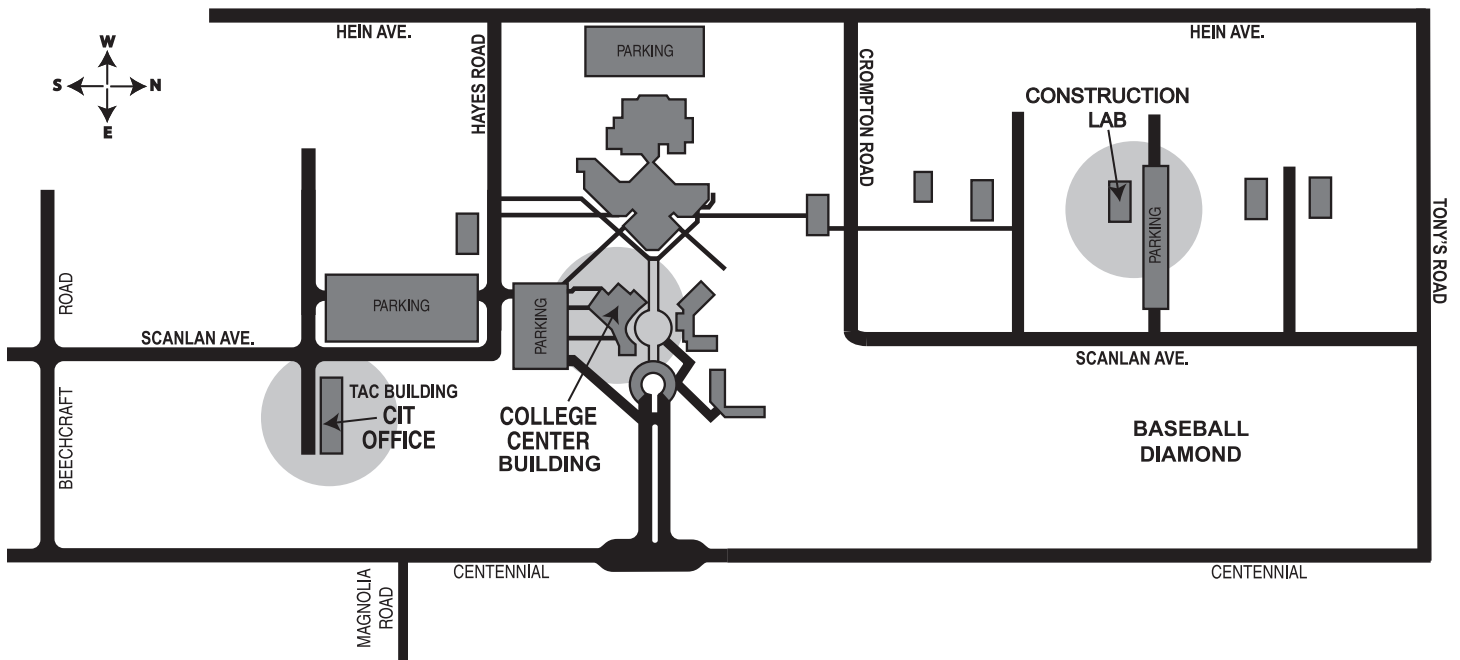 HEIN AVE.
HEIN AVE.
W
S
N
E
HAYES ROAD
PARKING
CROMPTON ROAD
CONSTRUCTION
LAB
PARKING
TONY'S ROAD
ROAD
BEECHCRAFT
SCANLAN AVE.
PARKING
PARKING
SCANLAN AVE.
TAC BUILDING
CIT
OFFICE
COLLEGE
CENTER
BUILDING
BASEBALL
DIAMOND
CENTENNIAL
CENTENNIAL
MAGNOLIA
ROAD